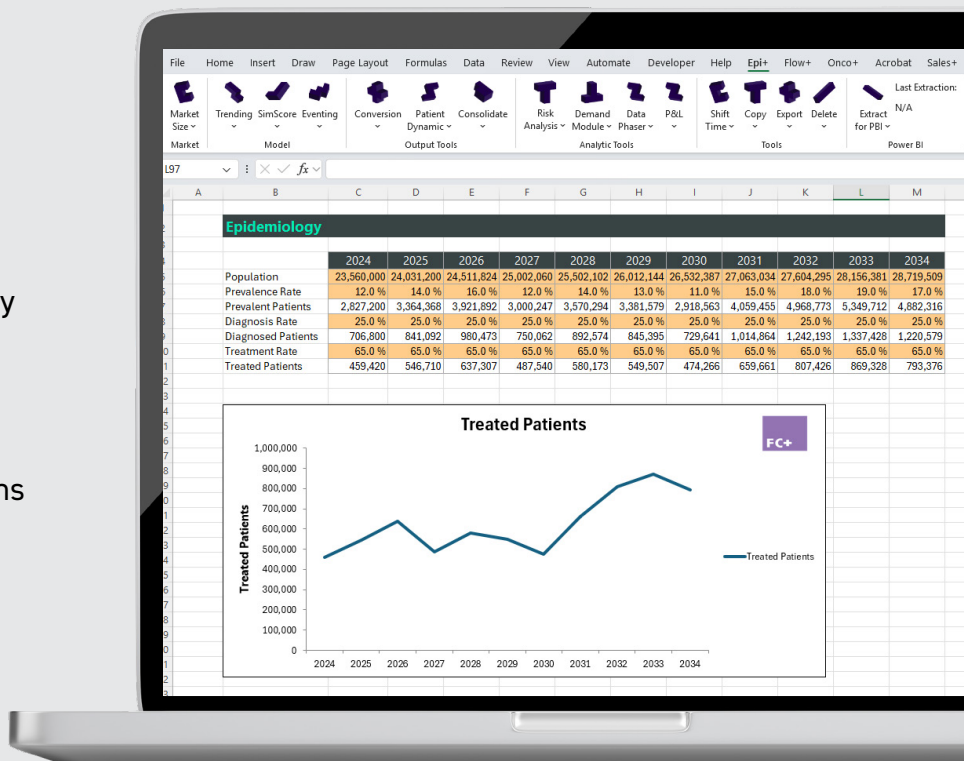 y
ns
File Home Insert Draw Page Layout Formulas Data Review View Automate Developer Help Epi+ Flow+ Onco+ Acrobat Sales+
Market Size Trending SimScore Eventing Conversion Patient Dynamic Consolidate Risk Analysis Demand Module Data Phaser P&L Shift Time Copy Export Delete Extract for PBI Last Extraction: N/A
Market Model Output Tools Analytic Tools Tools Power BI
L97 fx
A B C D E F G H I J K L M
Epidemiology
2024 2025 2026 2027 2028 2029 2030 2031 2032 2033 2034
Population 23,560,000 24,031,200 24,511,824 25,002,060 25,502,102 26,012,144 26,532,387 27,063,034 27,604,295 28,156,381 28,719,509
Prevalence Rate 12.0 % 14.0 % 16.0 % 12.0 % 14.0 % 13.0 % 11.0 % 15.0 % 18.0 % 19.0 % 17.0 %
Prevalent Patients 2,827,200 3,364,368 3,921,892 3,000,247 3,570,294 3,381,579 2,918,563 4,059,455 4,968,773 5,349,712 4,882,316
Diagnosis Rate 25.0 % 25.0 % 25.0 % 25.0 % 25.0 % 25.0 % 25.0 % 25.0 % 25.0 % 25.0 % 25.0 %
Diagnosed Patients 706,800 841,092 980,473 750,062 892,574 845,395 729,641 1,014,864 1,242,193 1,337,428 1,220,579
Treatment Rate 65.0 % 65.0 % 65.0 % 65.0 % 65.0 % 65.0 % 65.0 % 65.0 % 65.0 % 65.0 % 65.0 %
Treated Patients 459,420 546,710 637,307 487,540 580,173 549,507 474,266 659,661 807,426 869,328 793,376
Treated Patients
FC+
1,000,000
900,000
800,000
700,000
600,000
500,000
400,000
300,000
200,000
100,000
0
Treated Patients
Treated Patients
2024 2025 2026 2027 2028 2029 2030 2031 2032 2033 2034